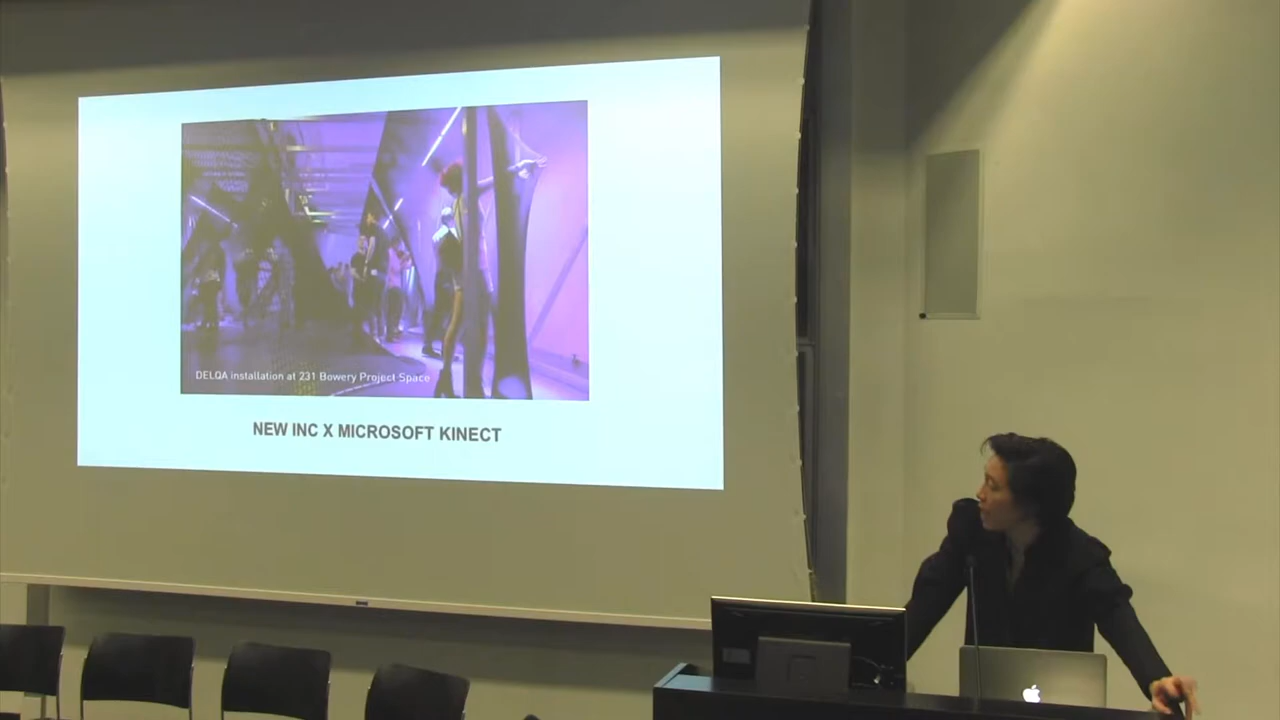 DELQA installation at 231 Bowery Project Space
NEW INC X MICROSOFT KINECT